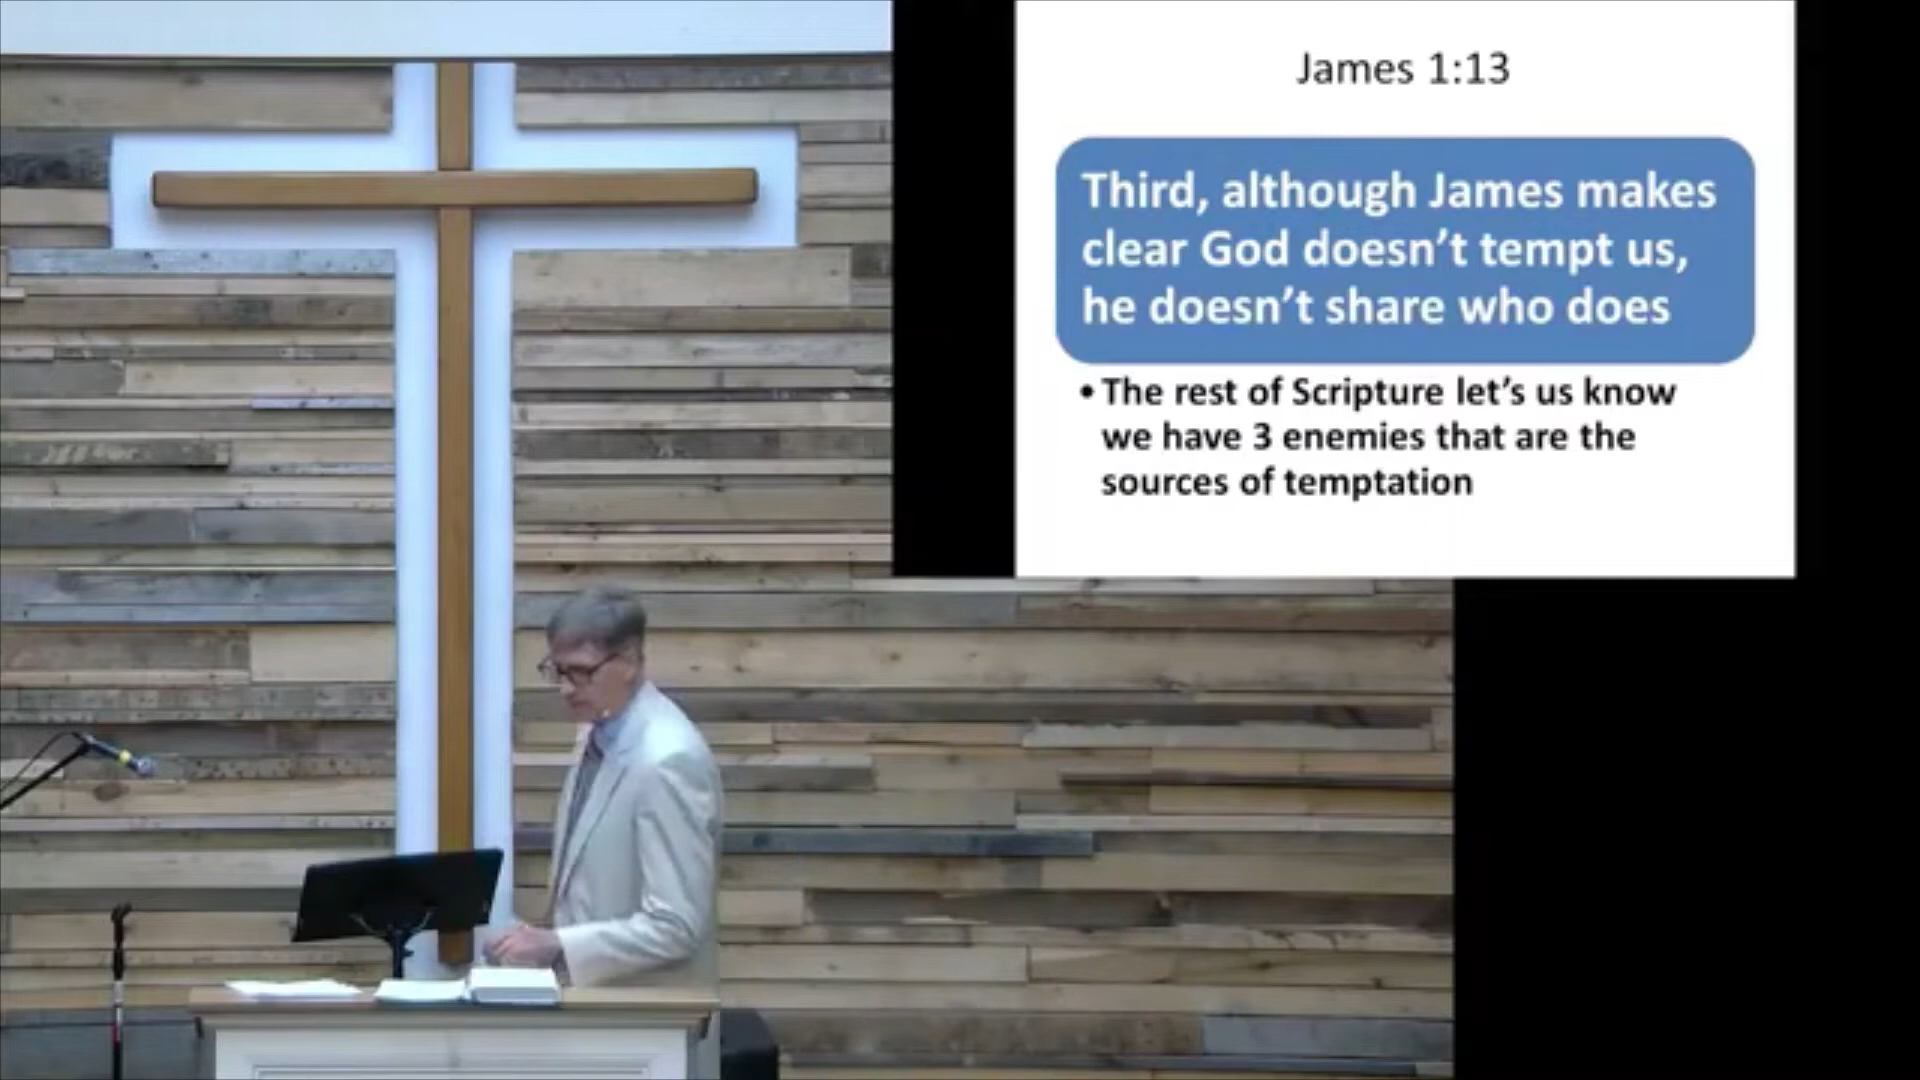 James 1:13
Third, although James makes
clear God doesn’t tempt us,
he doesn’t share who does
• The rest of Scripture let’s us know
we have 3 enemies that are the
sources of temptation